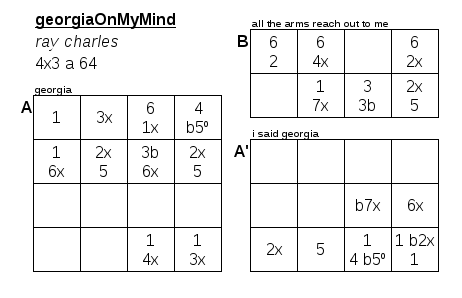 georgiaOnMyMind
ray charles
4x3 a 64
georgia
A
1 3x 6 4
1x b5º
1 2x 3b 2x
6x 5 6x 5
1 1
4x 3x
all the arms reach out to me
B
6 6 6
2 4x 2x
1 3 2x
7x 3b 5
i said georgia
A'
b7x 6x
2x 5 1 1 b2x
4 b5º 1